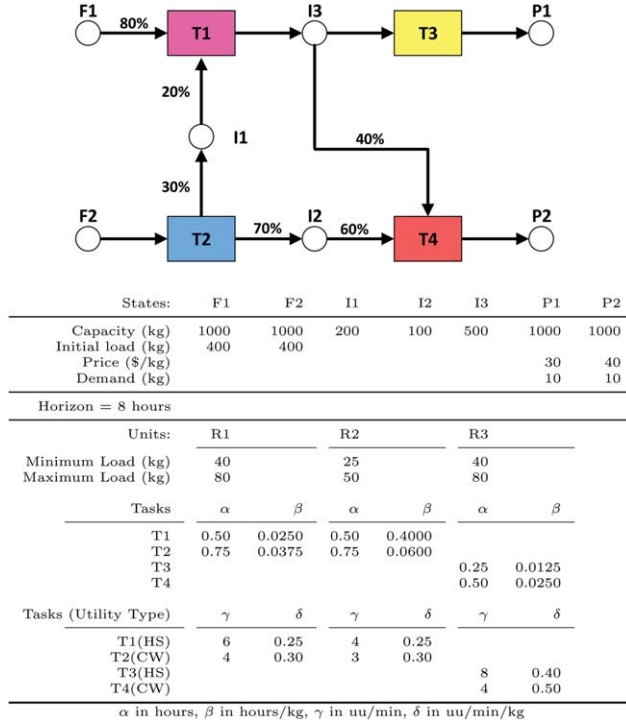 F1 I3 P1
80% T1 T3
20%
I1
40%
30%
F2 I2 P2
T2 70% 60% T4
States: F1 F2 I1 I2 I3 P1 P2
Capacity (kg) 1000 1000 200 100 500 1000 1000
Initial load (kg) 400 400
Price ($/kg) 30 40
Demand (kg) 10 10
Horizon = 8 hours
Units: R1 R2 R3
Minimum Load (kg) 40 25 40
Maximum Load (kg) 80 50 80
Tasks α β α β α β
T1 0.50 0.0250 0.50 0.4000
T2 0.75 0.0375 0.75 0.0600
T3 0.25 0.0125
T4 0.50 0.0250
Tasks (Utility Type) γ δ γ δ γ δ
T1(HS) 6 0.25 4 0.25
T2(CW) 4 0.30 3 0.30
T3(HS) 8 0.40
T4(CW) 4 0.50
α in hours, β in hours/kg, γ in uu/min, δ in uu/min/kg